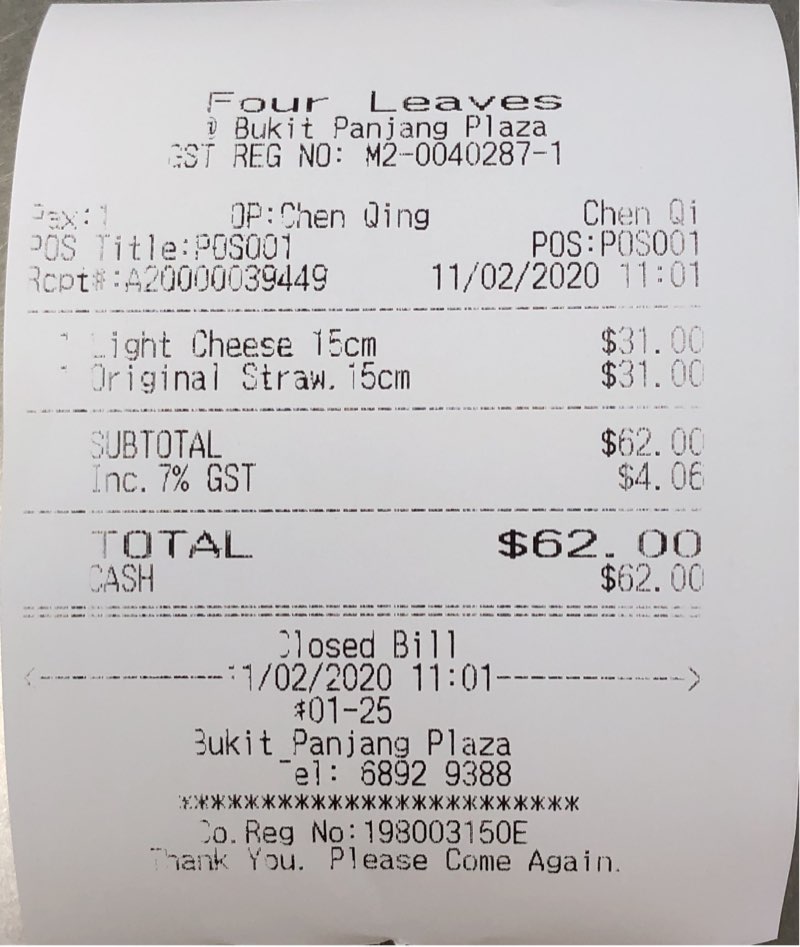 Four Leaves
@ Bukit Panjang Plaza
GST REG NO: M2-0040287-1
Pax:1 OP:Chen Qing Chen Qi
POS Title:POS001 POS:POS001
Rcpt#:A20000039449 11/02/2020 11:01
1 Light Cheese 15cm $31.00
1 Original Straw. 15cm $31.00
SUBTOTAL $62.00
Inc. 7% GST $4.06
TOTAL $62.00
CASH $62.00
Closed Bill
<------------11/02/2020 11:01------------>
#01-25
Bukit Panjang Plaza
Tel: 6892 9388
************************
Co.Reg No:198003150E
Thank You. Please Come Again.